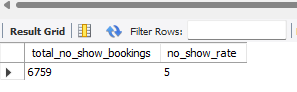 Result Grid Filter Rows:
total_no_show_bookings no_show_rate
6759 5